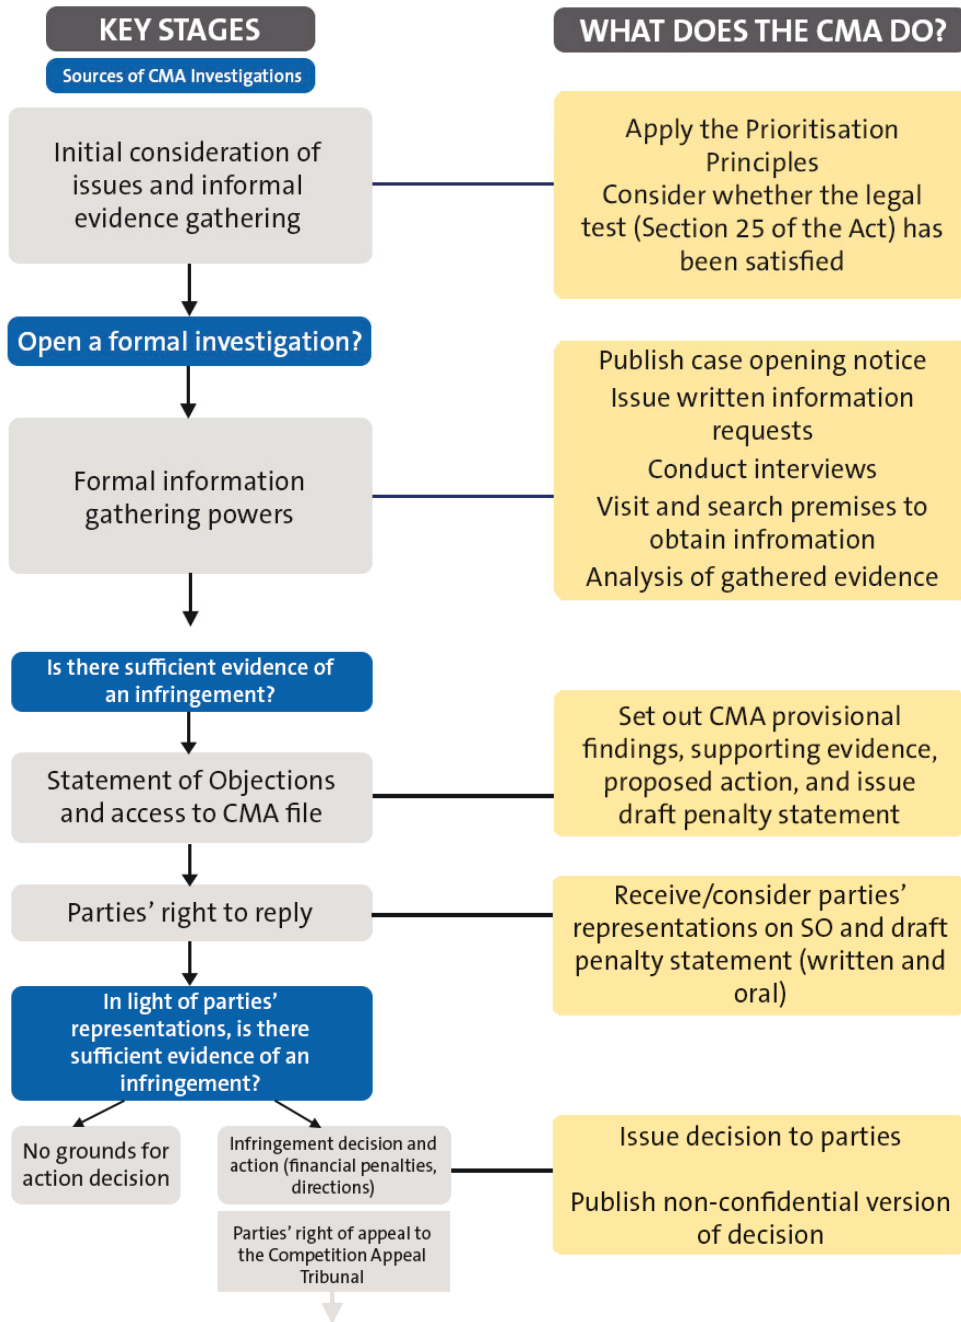 KEY STAGES
WHAT DOES THE CMA DO?
Sources of CMA Investigations
Initial consideration of
issues and informal
evidence gathering
Apply the Prioritisation
Principles
Consider whether the legal
test (Section 25 of the Act) has
been satisfied
Open a formal investigation?
Formal information
gathering powers
Publish case opening notice
Issue written information
requests
Conduct interviews
Visit and search premises to
obtain infromation
Analysis of gathered evidence
Is there sufficient evidence of
an infringement?
Statement of Objections
and access to CMA file
Set out CMA provisional
findings, supporting evidence,
proposed action, and issue
draft penalty statement
Parties’ right to reply
Receive/consider parties’
representations on SO and draft
penalty statement (written and
oral)
In light of parties’
representations, is there
sufficient evidence of an
infringement?
No grounds for
action decision
Infringement decision and
action (financial penalties,
directions)
Issue decision to parties
Publish non-confidential version
of decision
Parties’ right of appeal to
the Competition Appeal
Tribunal